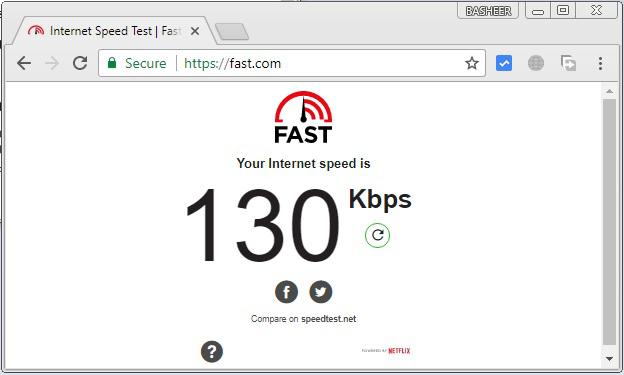 BASHEER
Internet Speed Test | Fast
Secure https://fast.com
FAST
Your Internet speed is
130 Kbps
Compare on speedtest.net
POWERED BY NETFLIX